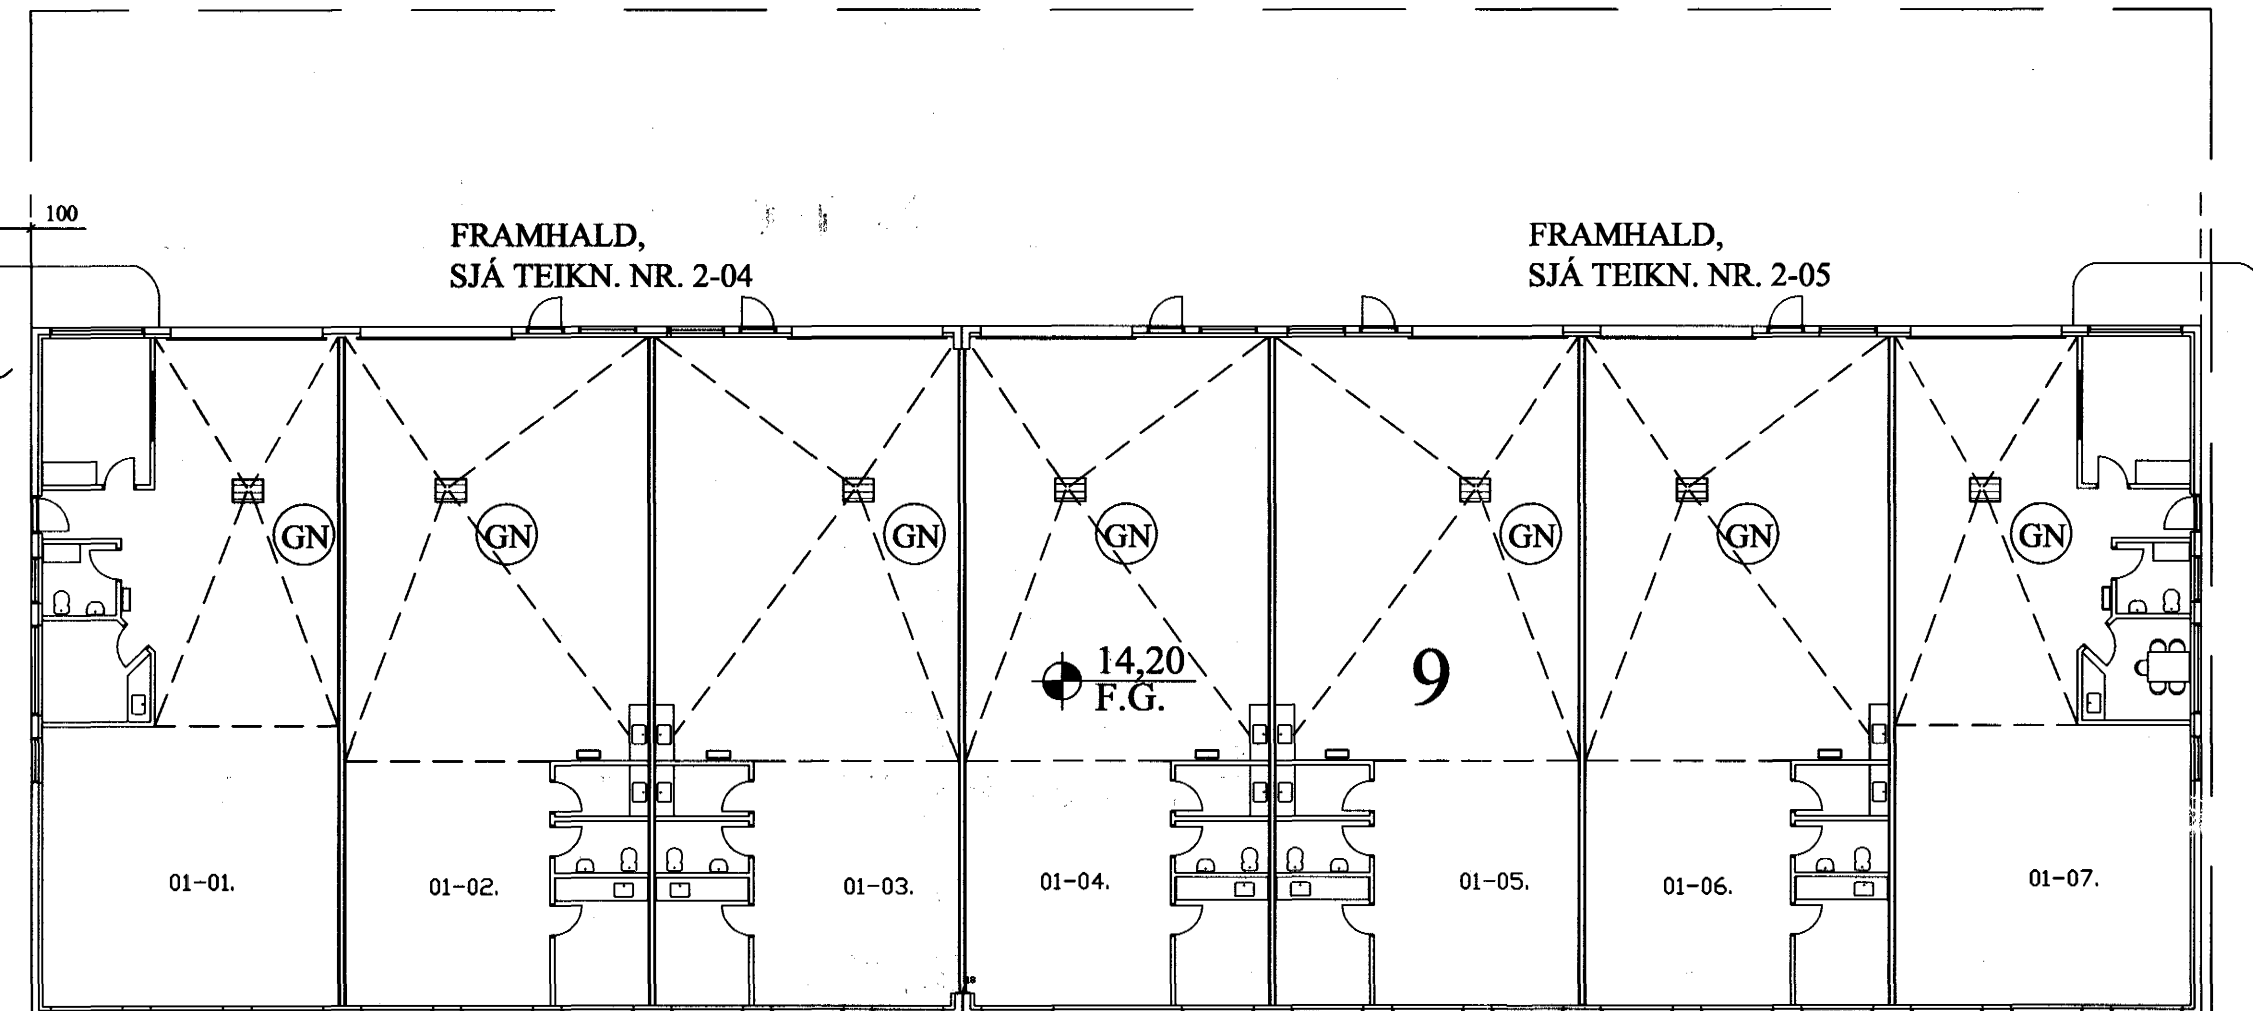 100
FRAMHALD,
SJÁ TEIKN. NR. 2-04
FRAMHALD,
SJÁ TEIKN. NR. 2-05
GN
GN
GN
GN
GN
GN
GN
14,20
F.G.
9
01-01.
01-02.
01-03.
01-04.
01-05.
01-06.
01-07.